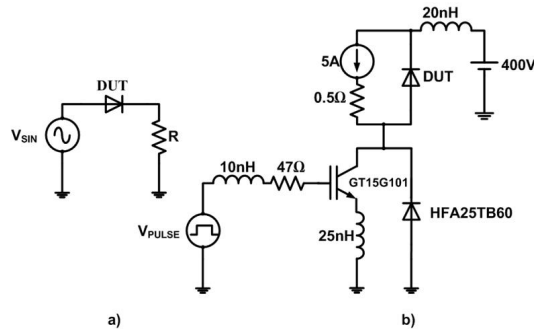 20nH
5A
DUT
400V
0.5Ω
DUT
V_SIN
R
10nH
47Ω
GT15G101
HFA25TB60
V_PULSE
25nH
a)
b)